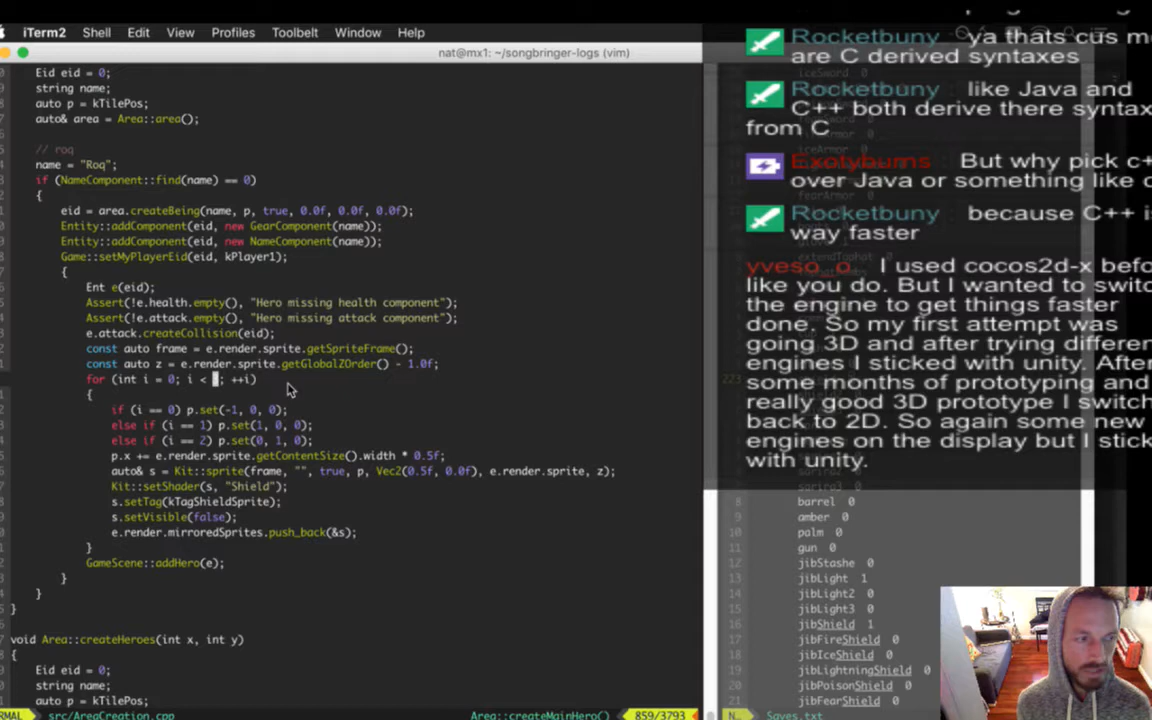 iTerm2 Shell Edit View Profiles Toolbelt Window Help
nat@mx1: ~/songbringer-logs (vim)
Eid eid = 0;
string name;
auto p = kTilePos;
auto& area = Area::area();
// roq
name = "Roq";
if (NameComponent::find(name) == 0)
{
eid = area.createBeing(name, p, true, 0.0f, 0.0f, 0.0f);
Entity::addComponent(eid, new GearComponent(name));
Entity::addComponent(eid, new NameComponent(name));
Game::setMyPlayerEid(eid, kPlayer1);
{
Ent e(eid);
Assert(!e.health.empty(), "Hero missing health component");
Assert(!e.attack.empty(), "Hero missing attack component");
e.attack.createCollision(eid);
const auto frame = e.render.sprite.getSpriteFrame();
const auto z = e.render.sprite.getGlobalZOrder() - 1.0f;
for (int i = 0; i < ; ++i)
{
if (i == 0) p.set(-1, 0, 0);
else if (i == 1) p.set(1, 0, 0);
else if (i == 2) p.set(0, 1, 0);
p.x += e.render.sprite.getContentSize().width * 0.5f;
auto& s = Kit::sprite(frame, "", true, p, Vec2(0.5f, 0.0f), e.render.sprite, z);
Kit::setShader(s, "Shield");
s.setTag(kTagShieldSprite);
s.setVisible(false);
e.render.mirroredSprites.push_back(&s);
}
GameScene::addHero(e);
}
}
}
void Area::createHeroes(int x, int y)
{
Eid eid = 0;
string name;
auto p = kTilePos;
RMAL src/AreaCreation.cpp Area::createMainHero() 859/3793
Rocketbuny ya thats cus m
are C derived syntaxes
Rocketbuny like Java and
C++ both derive there syntax
from C
Exotyburns But why pick c+
over Java or something like
Rocketbuny because C++ i
way faster
yveso_o_ I used cocos2d-x befo
like you do. But I wanted to switc
the engine to get things faster
done. So my first attempt was
going 3D and after trying differen
engines I sticked with unity. After
some months of prototyping and
really good 3D prototype I switch
back to 2D. So again some new
engines on the display but I stick
with unity.
8 barrel 0
9 amber 0
10 palm 0
11 gun 0
12 jibStashe 0
13 jibLight 1
14 jibLight2 0
15 jibLight3 0
16 jibShield 1
17 jibFireShield 0
18 jibIceShield 0
19 jibLightningShield 0
20 jibPoisonShield 0
21 jibFearShield 0
N… Saves.txt